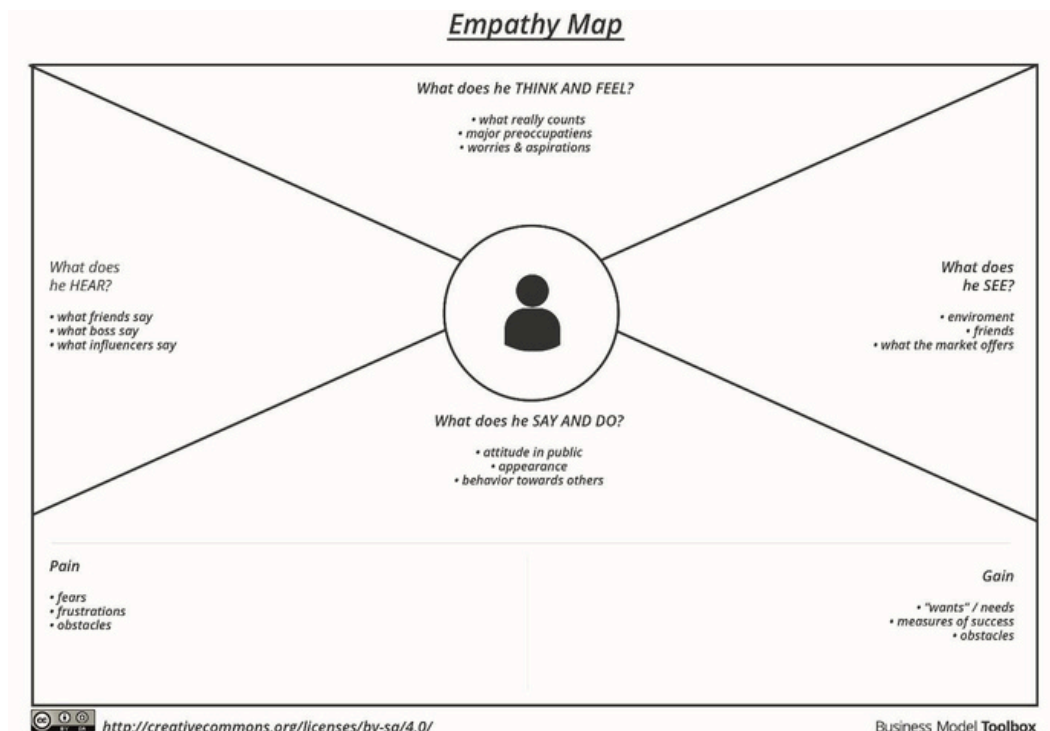 Empathy Map
What does he THINK AND FEEL?
• what really counts
• major preoccupatiens
• worries & aspirations
What does
he HEAR?
• what friends say
• what boss say
• what influencers say
What does
he SEE?
• enviroment
• friends
• what the market offers
What does he SAY AND DO?
• attitude in public
• appearance
• behavior towards others
Pain
• fears
• frustrations
• obstacles
Gain
• "wants" / needs
• measures of success
• obstacles
cc BY SA
http://creativecommons.org/licenses/by-sa/4.0/
Business Model Toolbox